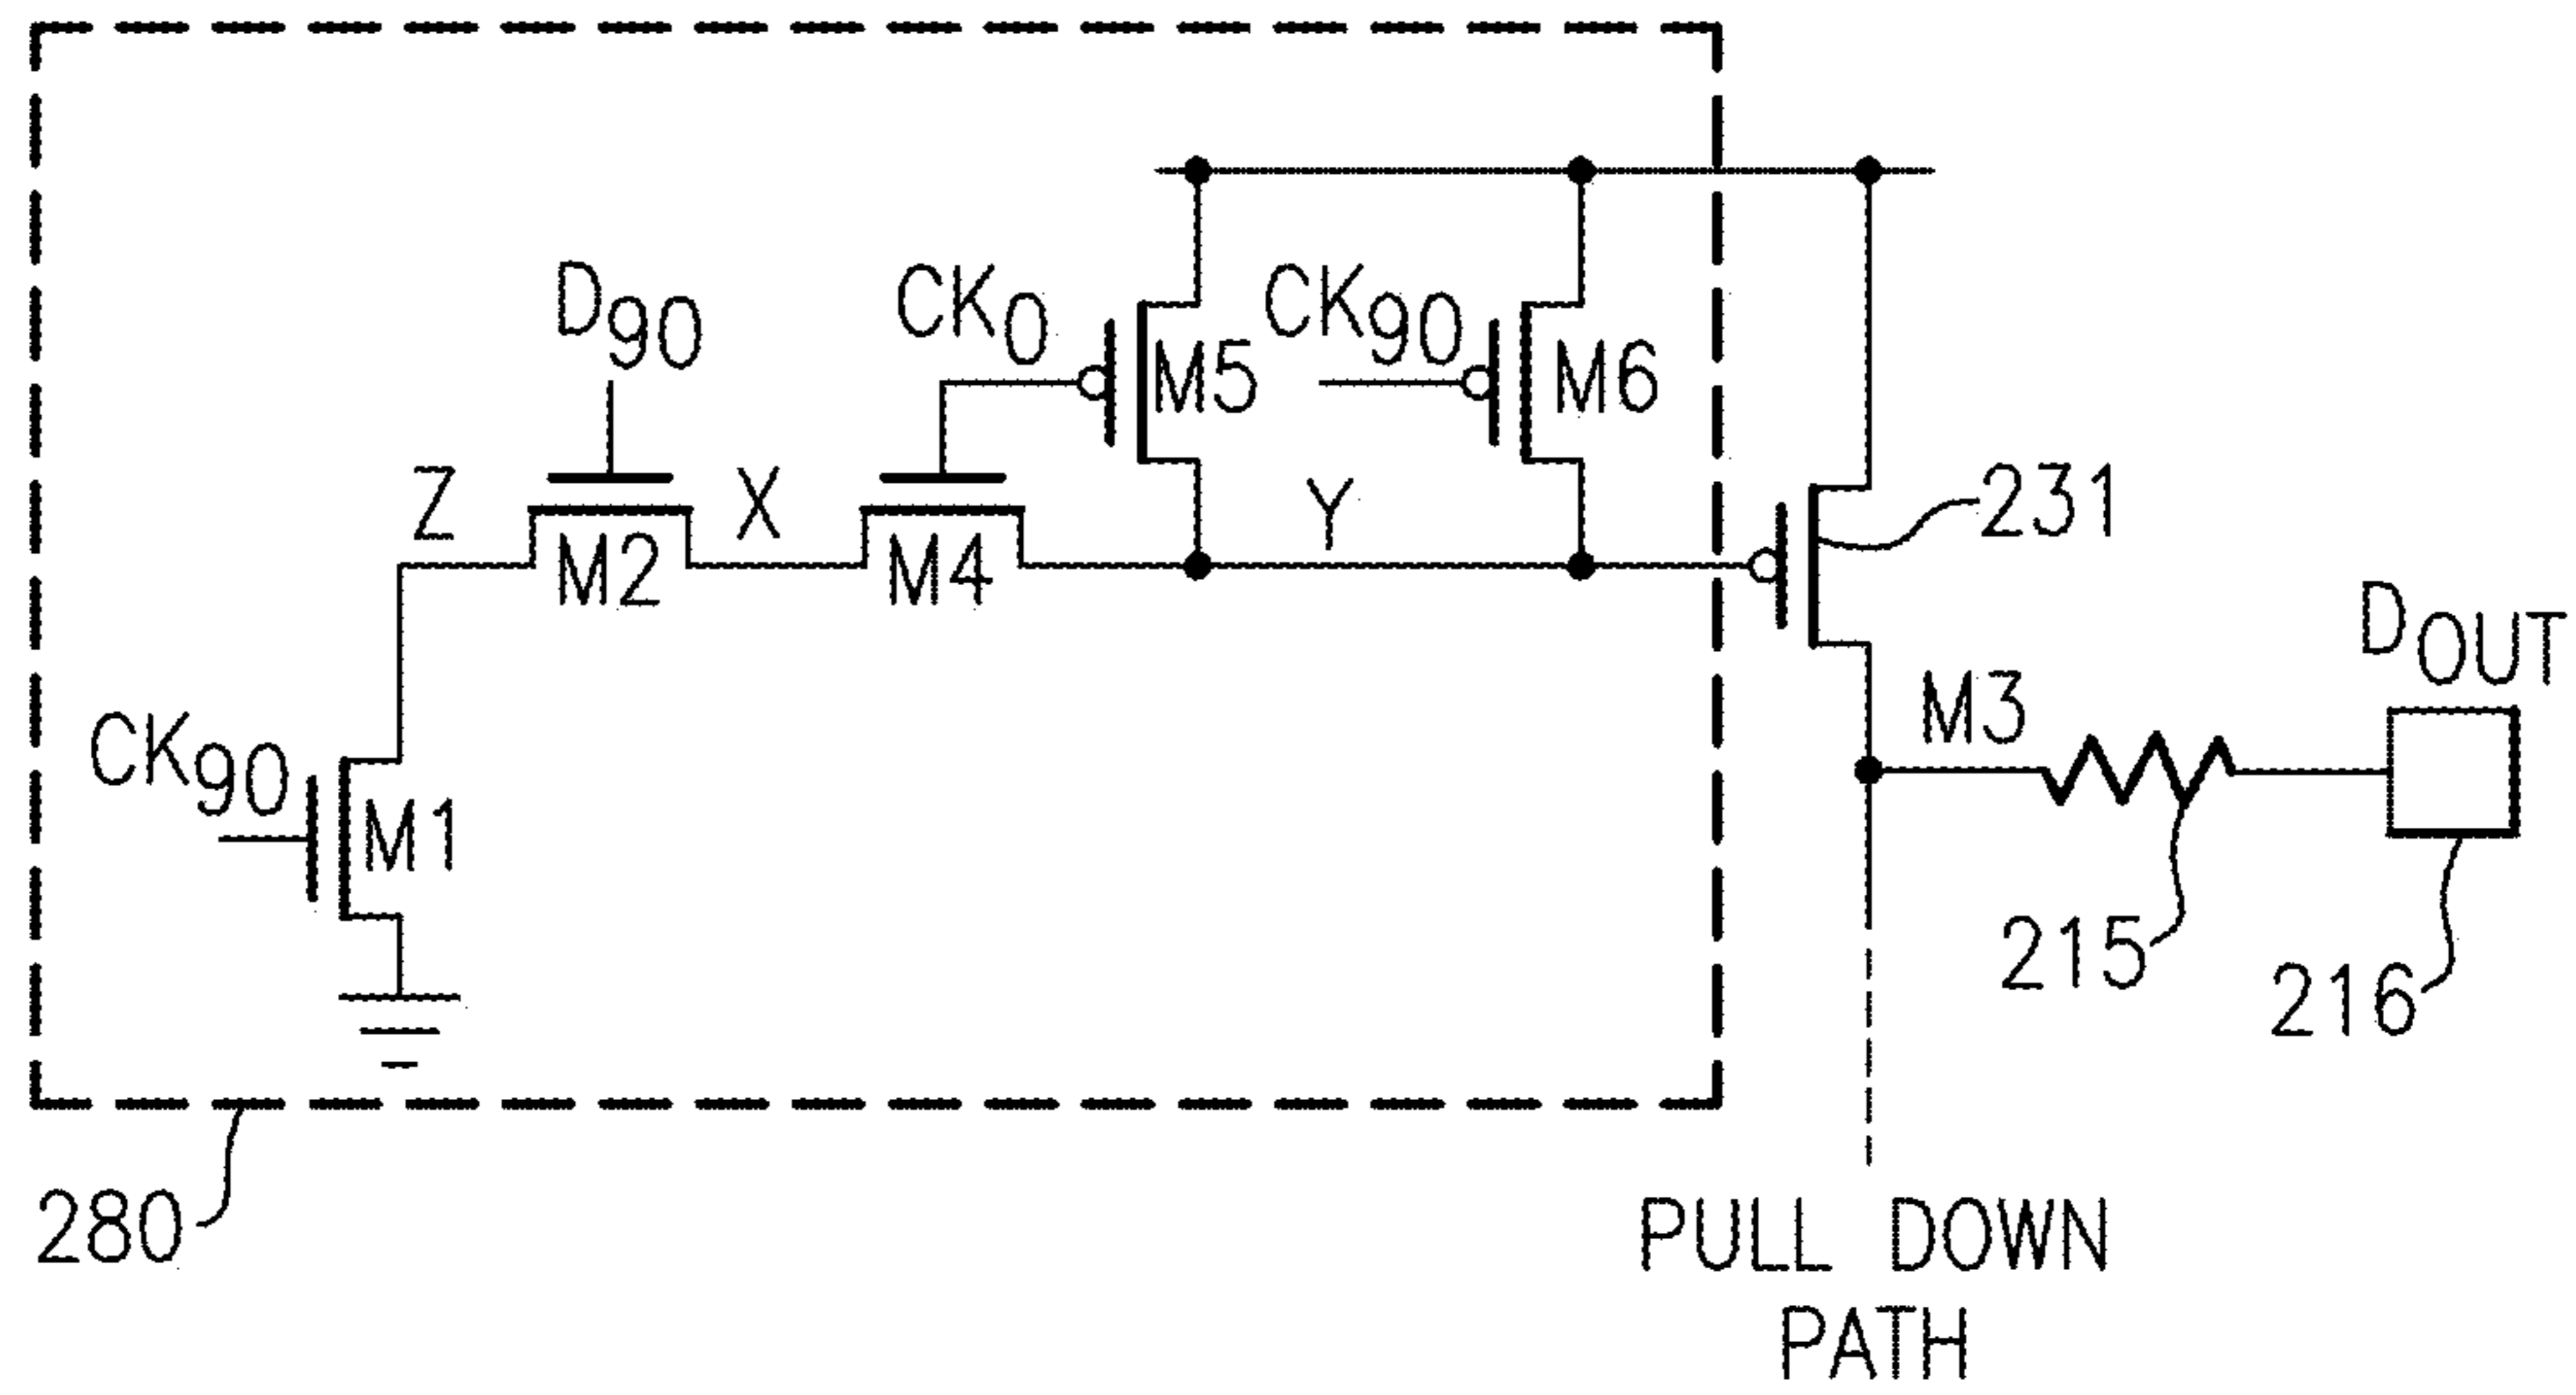 D90
CK0
CK90
M5
M6
Z
X
Y
231
M2
M4
DOUT
M3
CK90
M1
215
216
280
PULL DOWN
PATH